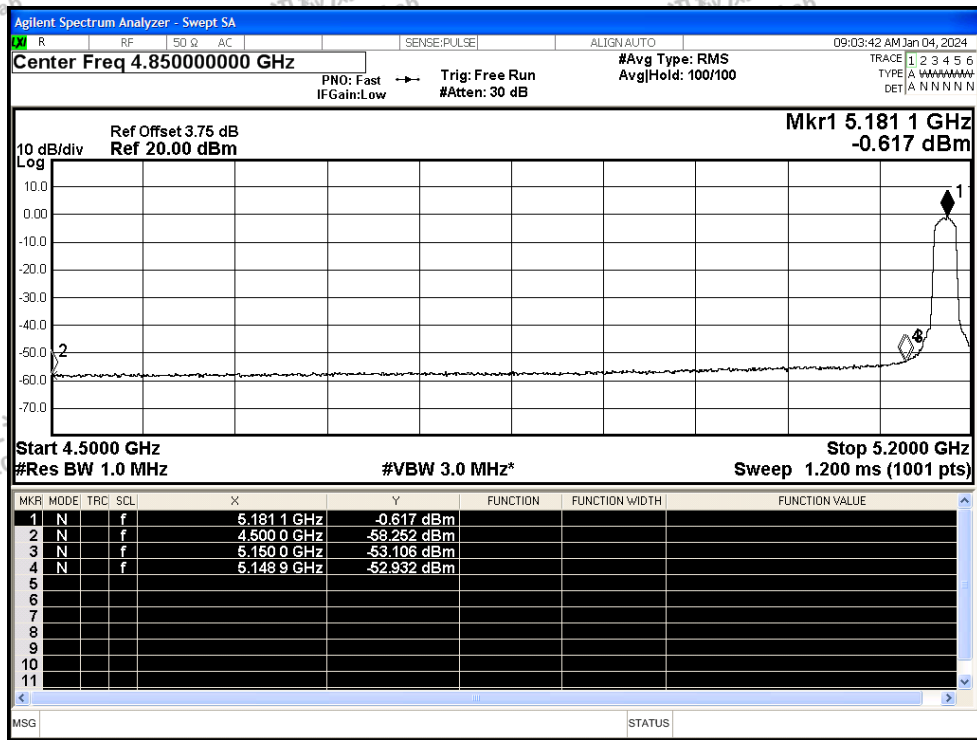 Agilent Spectrum Analyzer - Swept SA
LXI R RF 50 Ω AC SENSE:PULSE ALIGN AUTO 09:03:42 AM Jan 04, 2024
Center Freq 4.850000000 GHz #Avg Type: RMS TRACE 1 2 3 4 5 6
PNO: Fast Trig: Free Run Avg|Hold: 100/100 TYPE A WWWWW
IFGain:Low #Atten: 30 dB DET A N N N N N
Mkr1 5.181 1 GHz
Ref Offset 3.75 dB
10 dB/div Ref 20.00 dBm -0.617 dBm
Log
10.0
1
0.00
-10.0
-20.0
-30.0
-40.0
-50.0
2
-60.0
-70.0
Start 4.5000 GHz Stop 5.2000 GHz
#Res BW 1.0 MHz #VBW 3.0 MHz* Sweep 1.200 ms (1001 pts)
MKR MODE TRC SCL X Y FUNCTION FUNCTION WIDTH FUNCTION VALUE
1 N f 5.181 1 GHz -0.617 dBm
2 N f 4.500 0 GHz -58.252 dBm
3 N f 5.150 0 GHz -53.106 dBm
4 N f 5.148 9 GHz -52.932 dBm
5
6
7
8
9
10
11
MSG STATUS